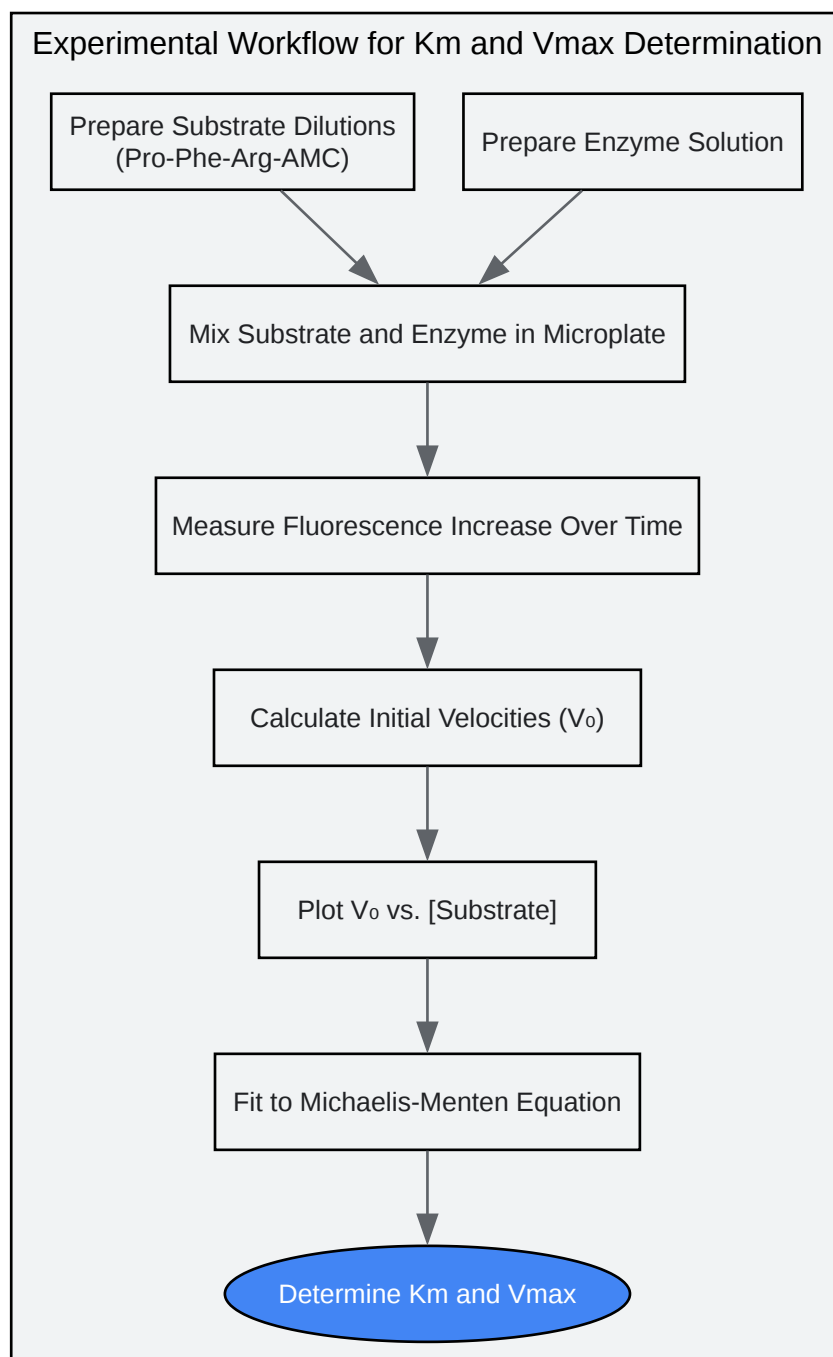 Experimental Workflow for Km and Vmax Determination
Prepare Substrate Dilutions
(Pro-Phe-Arg-AMC)
Prepare Enzyme Solution
Mix Substrate and Enzyme in Microplate
Measure Fluorescence Increase Over Time
Calculate Initial Velocities (V₀)
Plot V₀ vs. [Substrate]
Fit to Michaelis-Menten Equation
Determine Km and Vmax